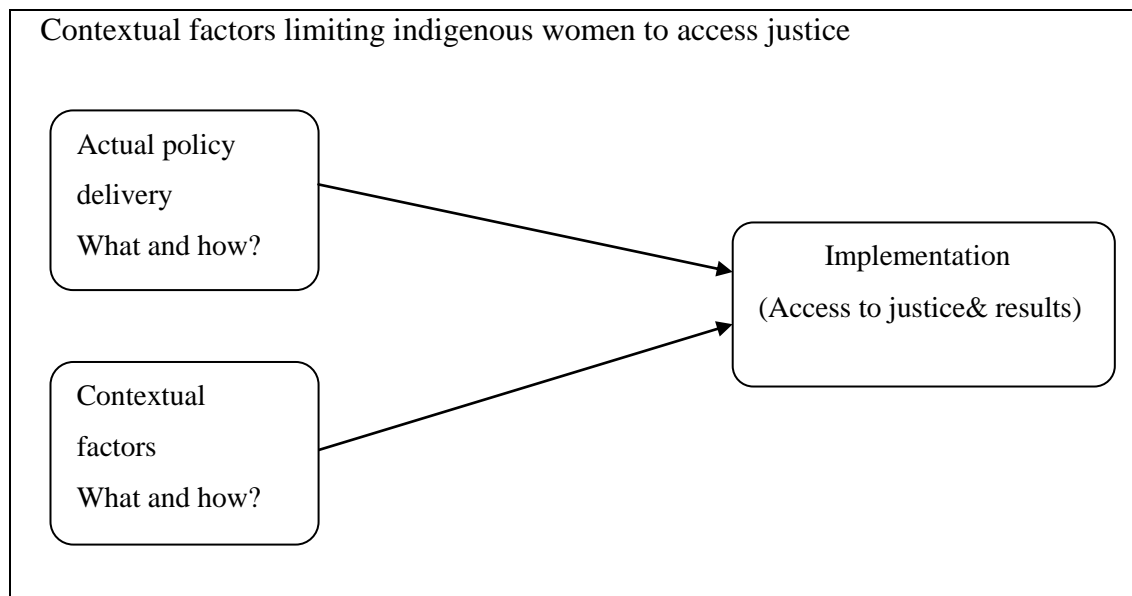 Contextual factors limiting indigenous women to access justice
Actual policy
delivery
What and how?
Implementation
(Access to justice& results)
Contextual
factors
What and how?